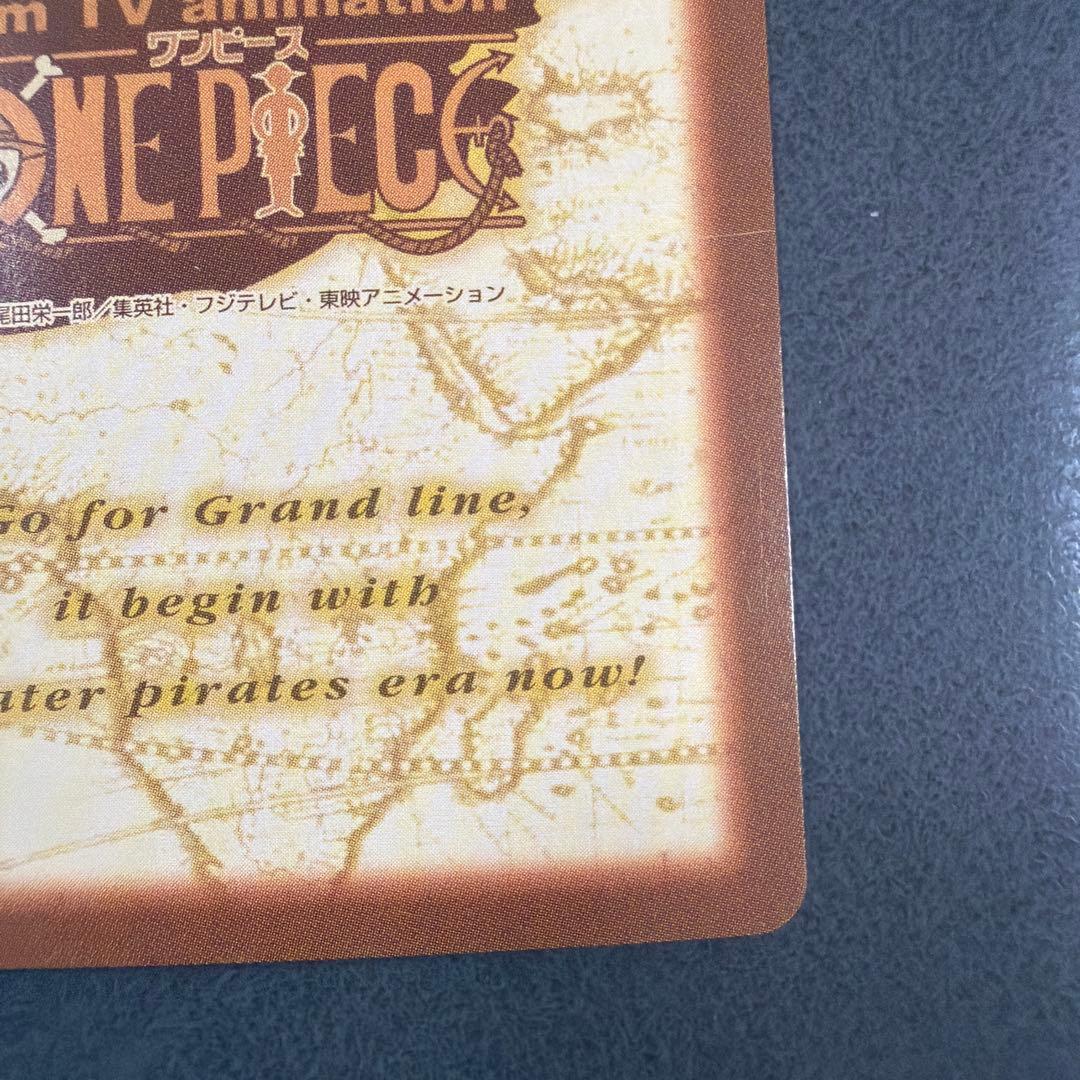 m TV animation
ワンピース
ONE PIECE
尾田栄一郎／集英社・フジテレビ・東映アニメーション
Go for Grand line,
it begin with
ater pirates era now!